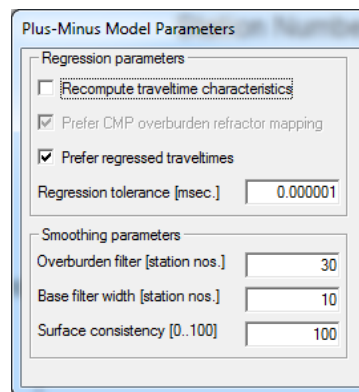 Station Number
Plus-Minus Model Parameters
Regression parameters
Recompute traveltime characteristics
Prefer CMP overburden refractor mapping
Prefer regressed traveltimes
Regression tolerance [msec.] 0.000001
Smoothing parameters
Overburden filter [station nos.] 30
Base filter width [station nos.] 10
Surface consistency [0..100] 100